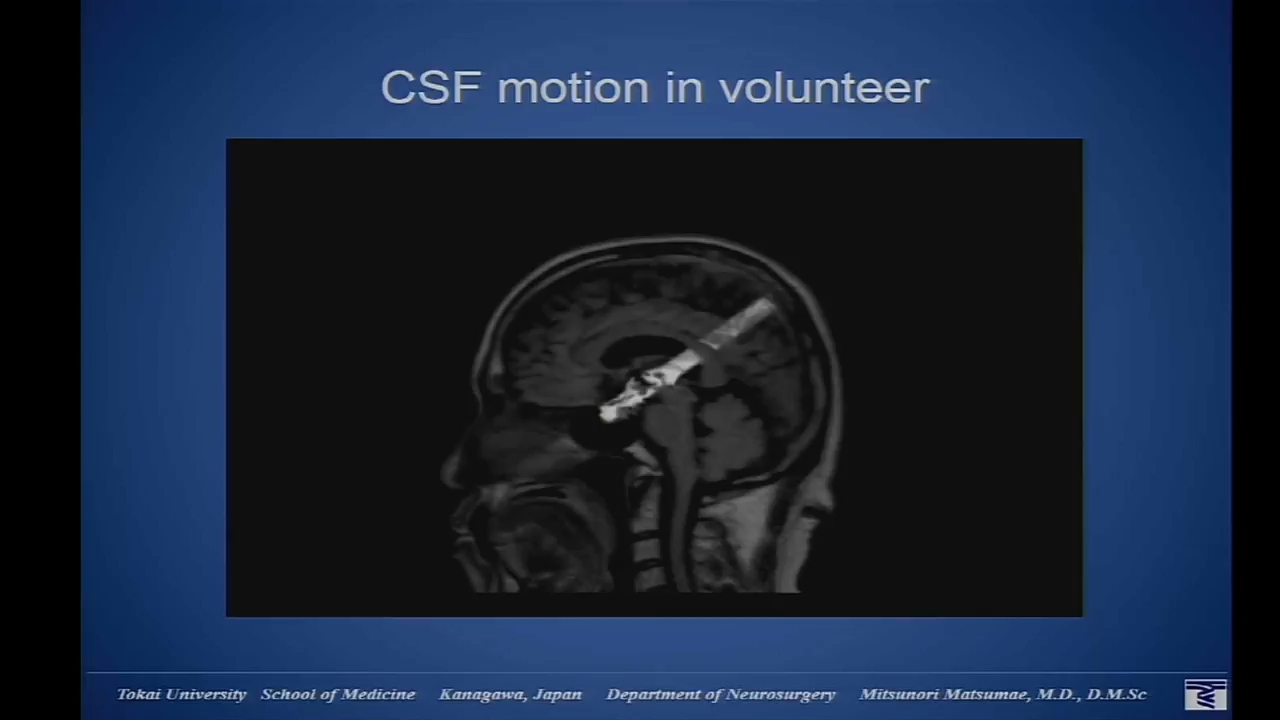 CSF motion in volunteer
Tokai University School of Medicine Kanagawa, Japan Department of Neurosurgery Mitsunori Matsumae, M.D., D.M.Sc